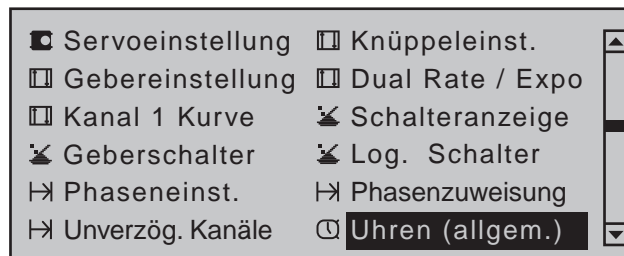 Servoeinstellung Knüppeleinst.
Gebereinstellung Dual Rate / Expo
Kanal 1 Kurve Schalteranzeige
Geberschalter Log. Schalter
Phaseneinst. Phasenzuweisung
Unverzög. Kanäle Uhren (allgem.)